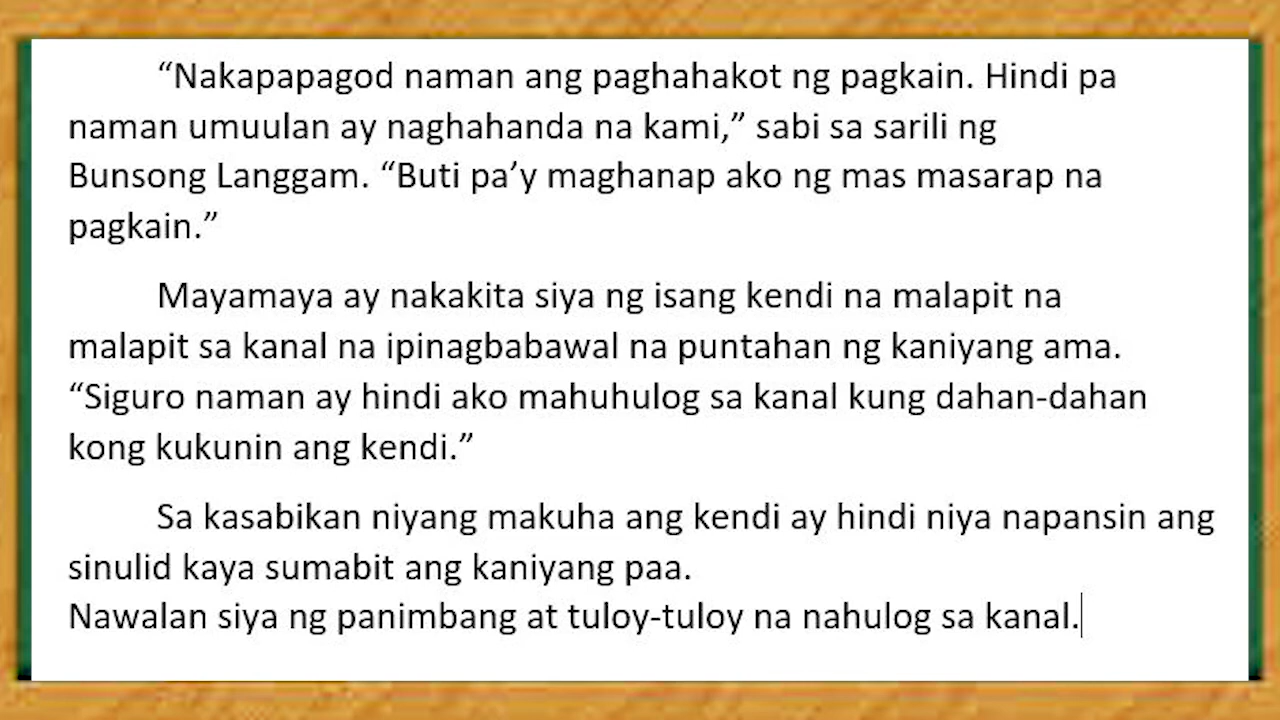 “Nakapapagod naman ang paghahakot ng pagkain. Hindi pa
naman umuulan ay naghahanda na kami,” sabi sa sarili ng
Bunsong Langgam. “Buti pa’y maghanap ako ng mas masarap na
pagkain.”
Mayamaya ay nakakita siya ng isang kendi na malapit na
malapit sa kanal na ipinagbabawal na puntahan ng kaniyang ama.
“Siguro naman ay hindi ako mahuhulog sa kanal kung dahan-dahan
kong kukunin ang kendi.”
Sa kasabikan niyang makuha ang kendi ay hindi niya napansin ang
sinulid kaya sumabit ang kaniyang paa.
Nawalan siya ng panimbang at tuloy-tuloy na nahulog sa kanal.